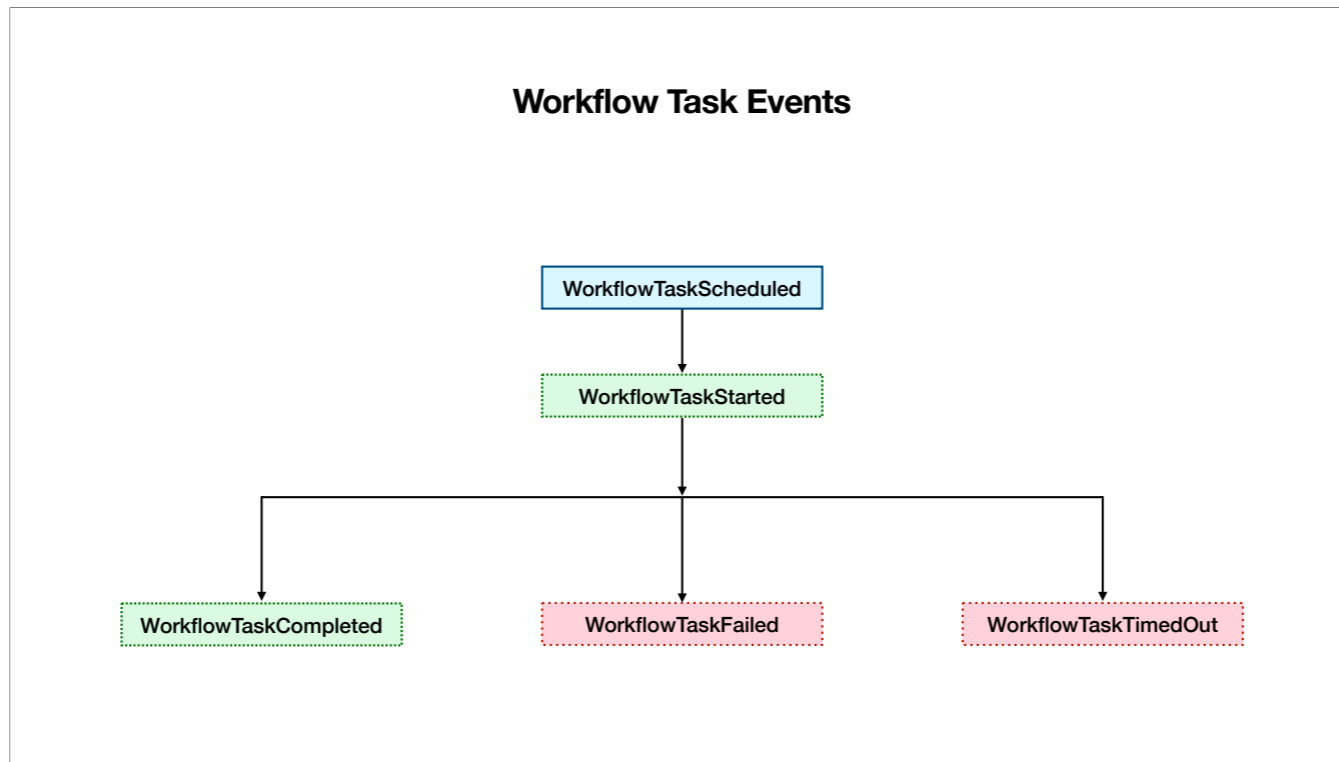 Workflow Task Events
WorkflowTaskScheduled
WorkflowTaskStarted
WorkflowTaskCompleted
WorkflowTaskFailed
WorkflowTaskTimedOut